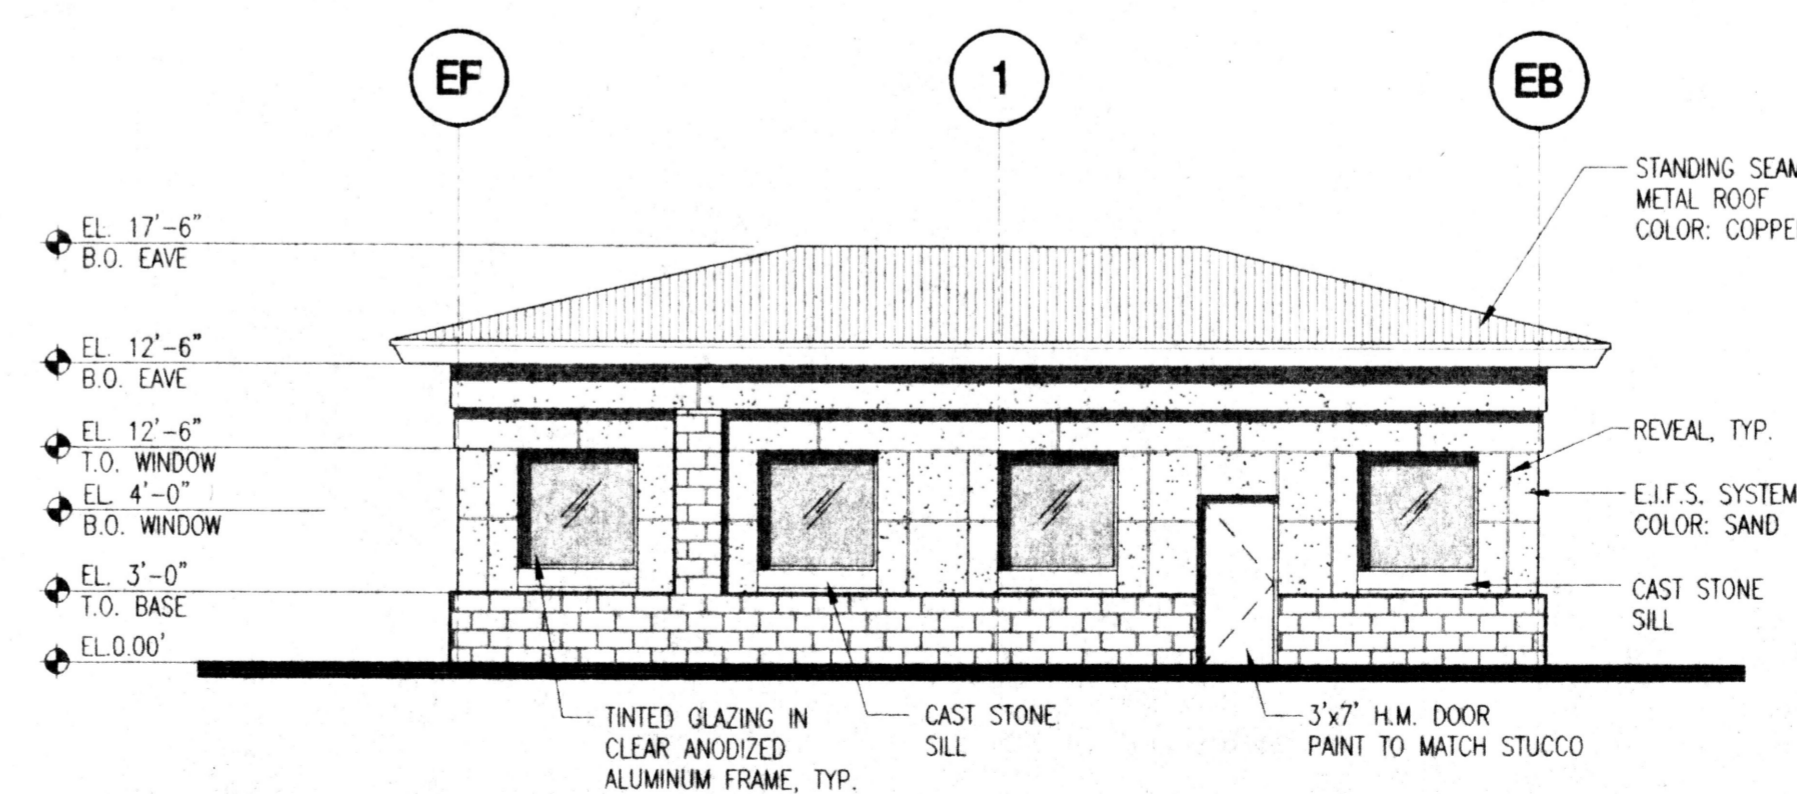 EF
1
EB
STANDING SEAM
METAL ROOF
COLOR: COPPE
EL. 17'-6"
B.O. EAVE
EL. 12'-6"
B.O. EAVE
EL. 12'-6"
T.O. WINDOW
EL. 4'-0"
B.O. WINDOW
EL. 3'-0"
T.O. BASE
EL.0.00'
REVEAL, TYP.
E.I.F.S. SYSTEM
COLOR: SAND
CAST STONE
SILL
TINTED GLAZING IN
CLEAR ANODIZED
ALUMINUM FRAME, TYP.
CAST STONE
SILL
3'x7' H.M. DOOR
PAINT TO MATCH STUCCO